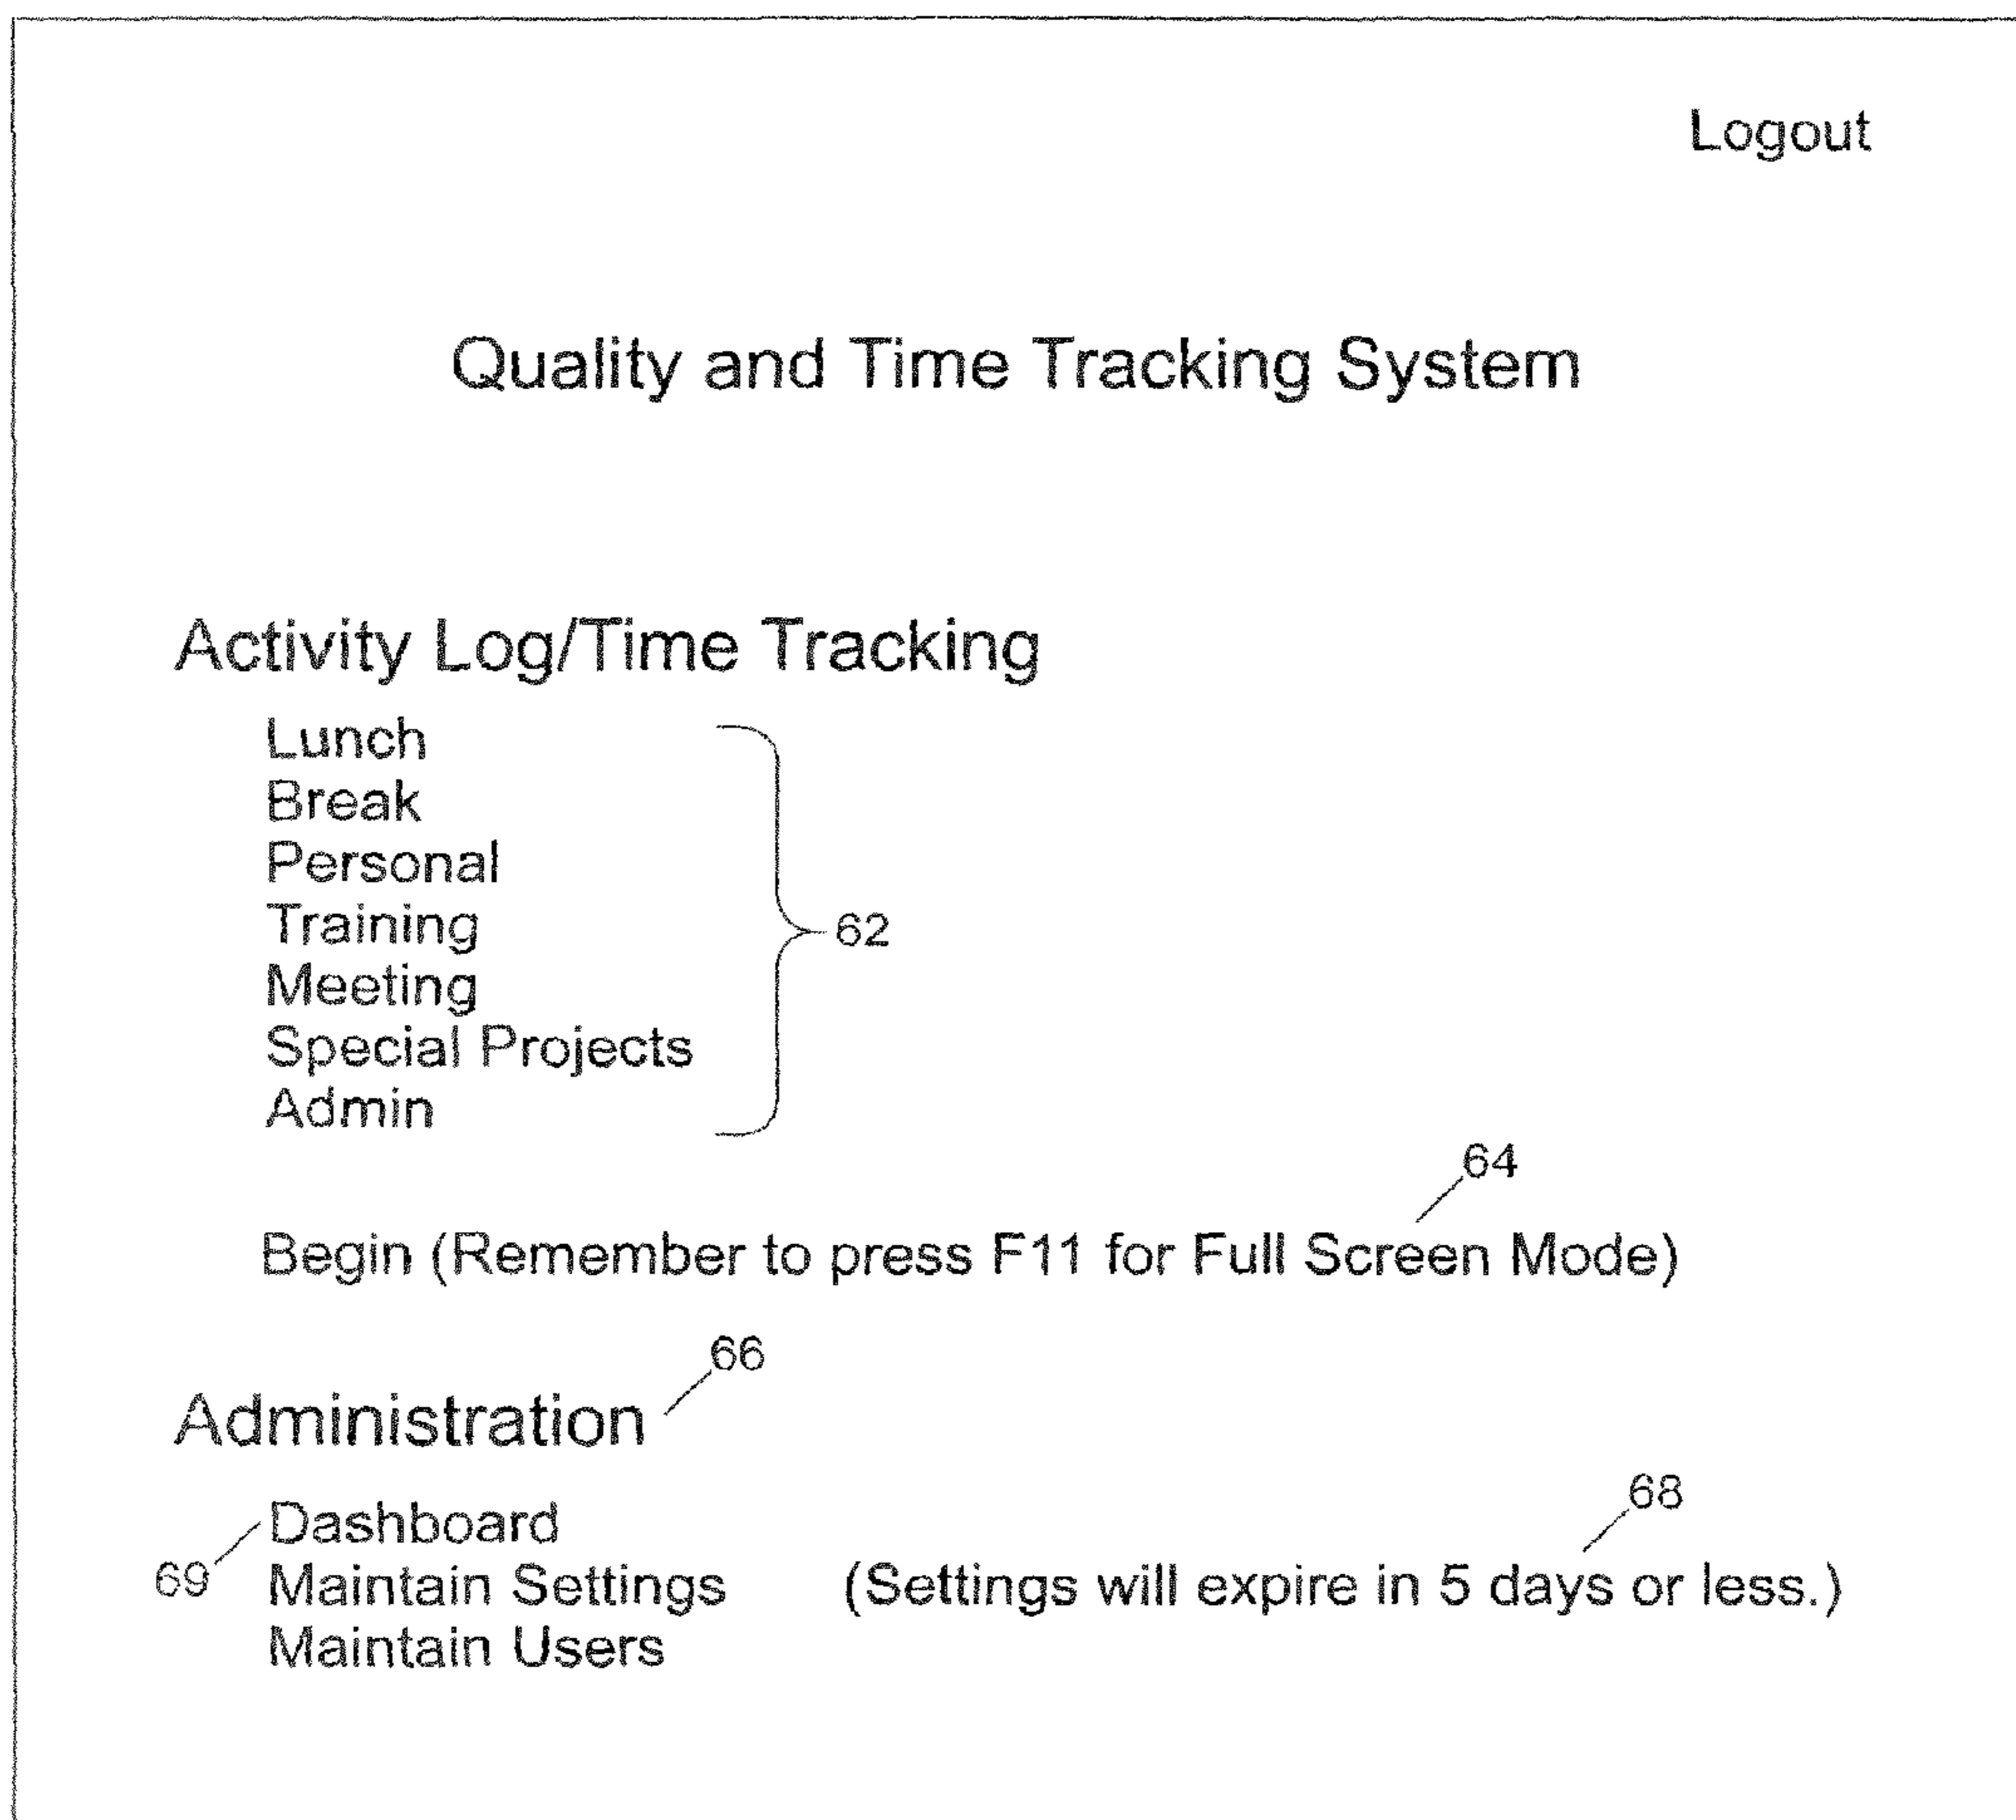 Logout
Quality and Time Tracking System
Activity Log/Time Tracking
Lunch
Break
Personal
Training
62
Meeting
Special Projects
Admin
64
Begin (Remember to press F11 for Full Screen Mode)
66
Administration
68
Dashboard
69 Maintain Settings (Settings will expire in 5 days or less.)
Maintain Users